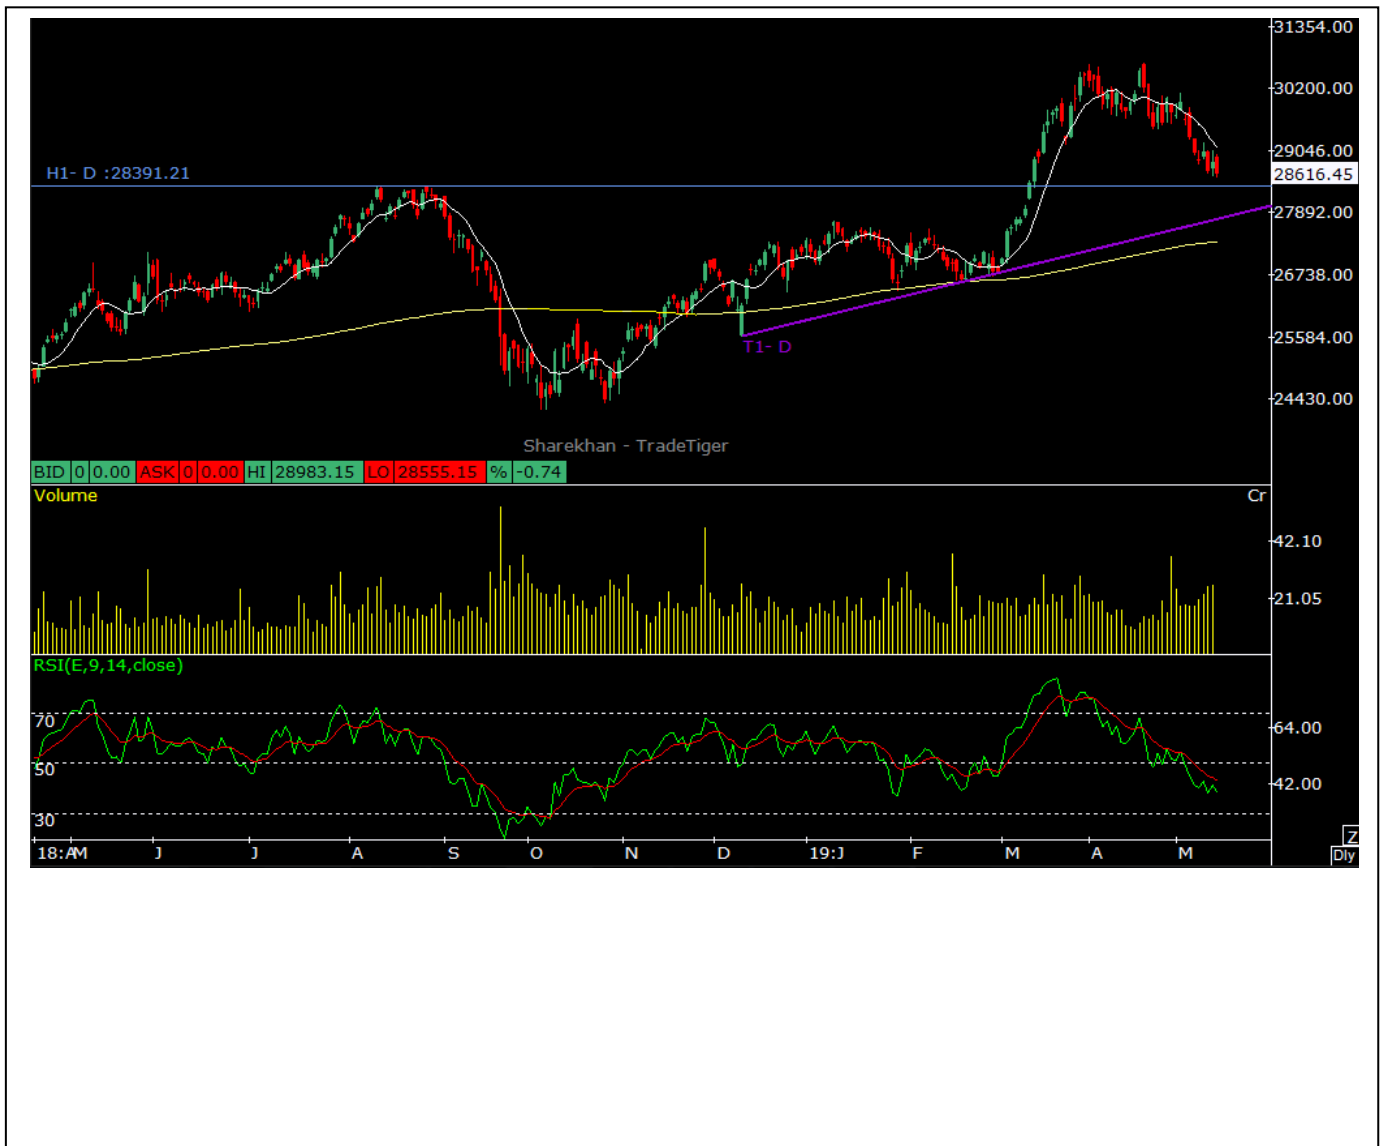 31354.00
30200.00
29046.00
28616.45
27892.00
26738.00
25584.00
24430.00
H1- D :28391.21
T1- D
Sharekhan - TradeTiger
BID 0 0.00 ASK 0 0.00 HI 28983.15 LO 28555.15 % -0.74
Volume
Cr
42.10
21.05
RSI(E,9,14,close)
70
64.00
50
42.00
30
18:AM J J A S O N D 19:J F M A M
Z
Dly